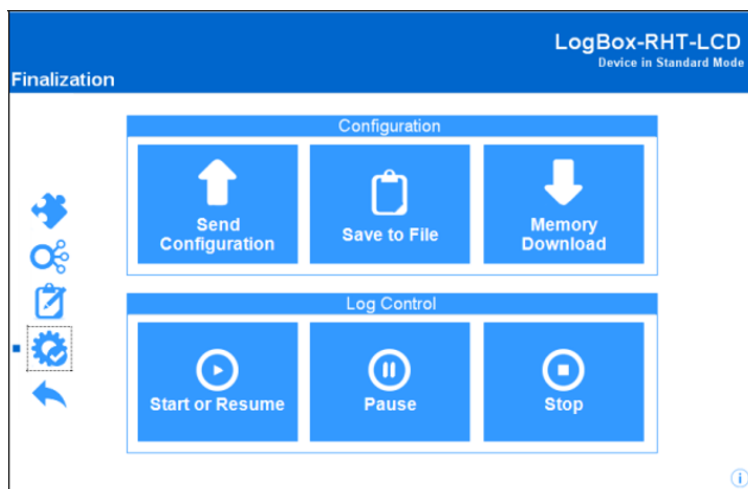 LogBox-RHT-LCD
Device in Standard Mode
Finalization
Configuration
Send
Configuration
Save to File
Memory
Download
Log Control
Start or Resume
Pause
Stop